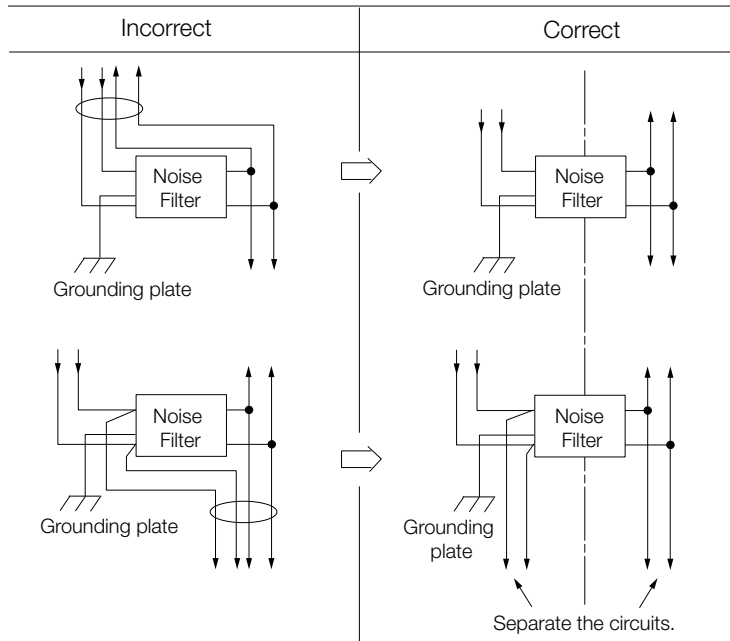 Incorrect
Correct
Noise
Filter
Grounding plate
Noise
Filter
Grounding plate
Noise
Filter
Grounding plate
Noise
Filter
Grounding
plate
Separate the circuits.